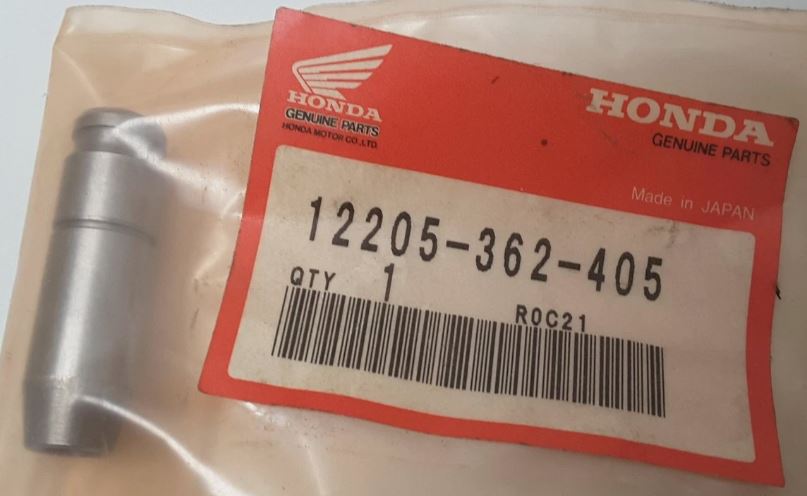 HONDA
GENUINE PARTS
HONDA MOTOR CO., LTD.
HONDA
GENUINE PARTS
Made in JAPAN
12205-362-405
QTY 1
R0C21